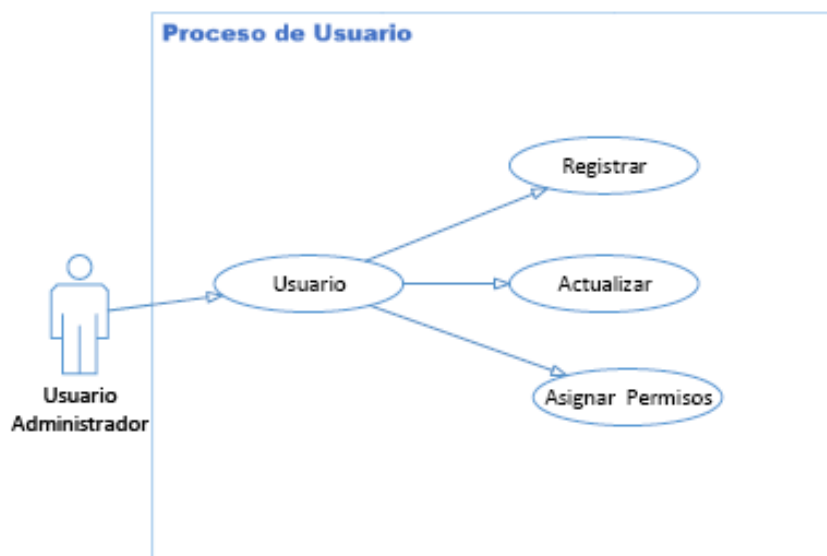 Proceso de Usuario
Registrar
Usuario
Actualizar
Asignar Permisos
Usuario
Administrador